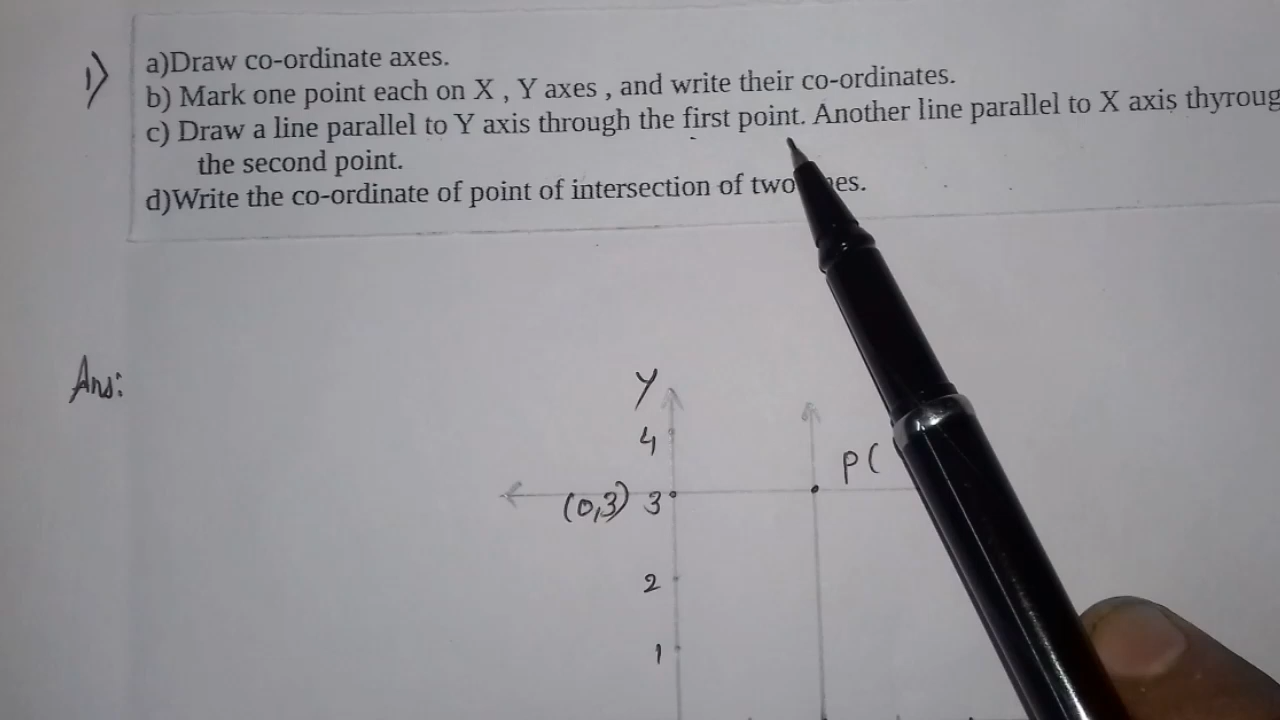 1)
a)Draw co-ordinate axes.
b) Mark one point each on X , Y axes , and write their co-ordinates.
c) Draw a line parallel to Y axis through the first point. Another line parallel to X axis thyroug
the second point.
d)Write the co-ordinate of point of intersection of two
Ans:
Y
4
P(
(0,3) 3
2
1